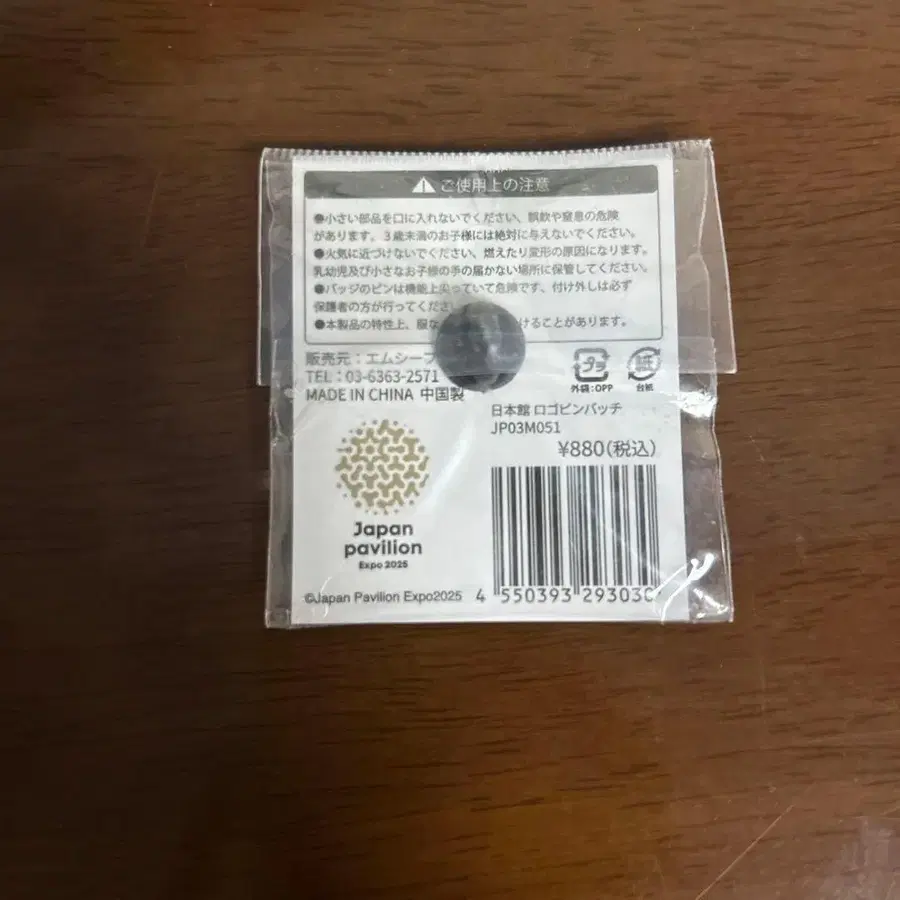 ご使用上の注意
●小さい部品を口に入れないでください、誤飲や窒息の危険
があります。３歳未満のお子様には絶対に与えないでください。
●火気に近づけないでください、燃えたり変形の原因になります。
乳幼児及び小さなお子様の手の届かない場所に保管してください。
●バッジのピンは機能上尖っていて危険です、付け外しは必ず
保護者の方が行ってくださ
●本製品の特性上、服な けることがあります。
販売元：エムシープ
TEL：03-6363-2571
MADE IN CHINA 中国製
プラ
外袋:OPP
紙
台紙
日本館 ロゴピンバッチ
JP03M051
¥880(税込)
Japan
pavilion
Expo 2025
©Japan Pavilion Expo2025
4 550393 293030